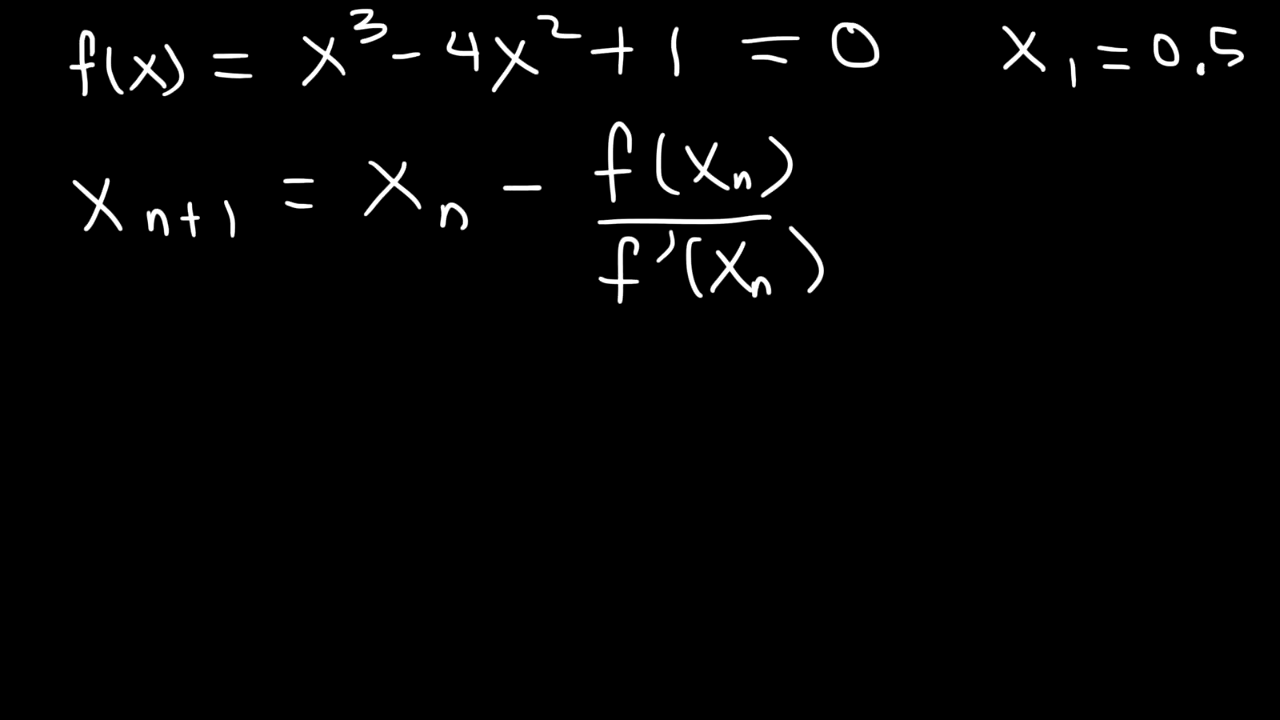 f(x) = x³ - 4x² + 1 = 0 x₁ = 0.5
xₙ₊₁ = xₙ - f(xₙ) / f'(xₙ)